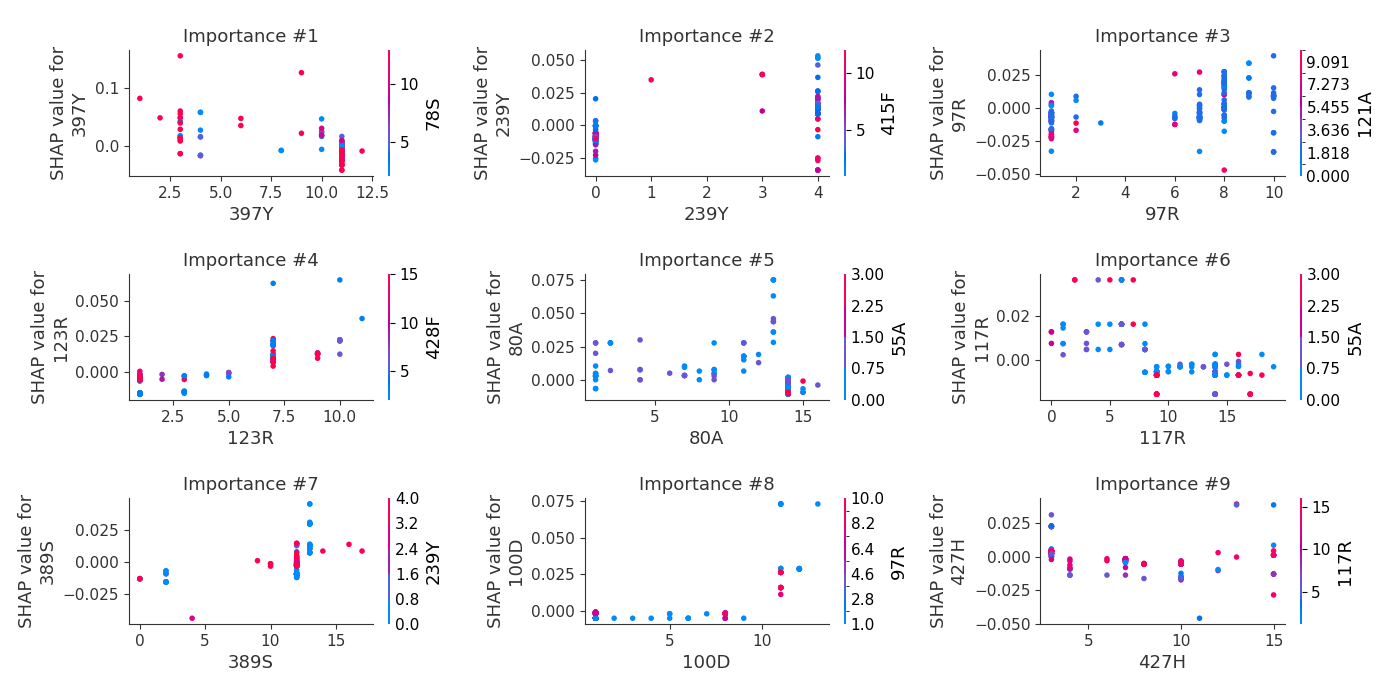 Importance #1
SHAP value for
397Y
0.1
0.0
2.5
5.0
7.5
10.0
12.5
397Y
10
5
78S
Importance #2
SHAP value for
239Y
0.050
0.025
0.000
−0.025
0
1
2
3
4
239Y
10
5
415F
Importance #3
SHAP value for
97R
0.025
0.000
−0.025
−0.050
2
4
6
8
10
97R
9.091
7.273
5.455
3.636
1.818
0.000
121A
Importance #4
SHAP value for
123R
0.050
0.025
0.000
2.5
5.0
7.5
10.0
123R
15
10
5
428F
Importance #5
SHAP value for
80A
0.075
0.050
0.025
0.000
5
10
15
80A
3.00
2.25
1.50
0.75
0.00
55A
Importance #6
SHAP value for
117R
0.02
0.00
0
5
10
15
117R
3.00
2.25
1.50
0.75
0.00
55A
Importance #7
SHAP value for
389S
0.025
0.000
−0.025
0
5
10
15
389S
4.0
3.2
2.4
1.6
0.8
0.0
239Y
Importance #8
SHAP value for
100D
0.075
0.050
0.025
0.000
5
10
100D
10.0
8.2
6.4
4.6
2.8
1.0
97R
Importance #9
SHAP value for
427H
0.025
0.000
−0.025
−0.050
5
10
15
427H
15
10
5
117R